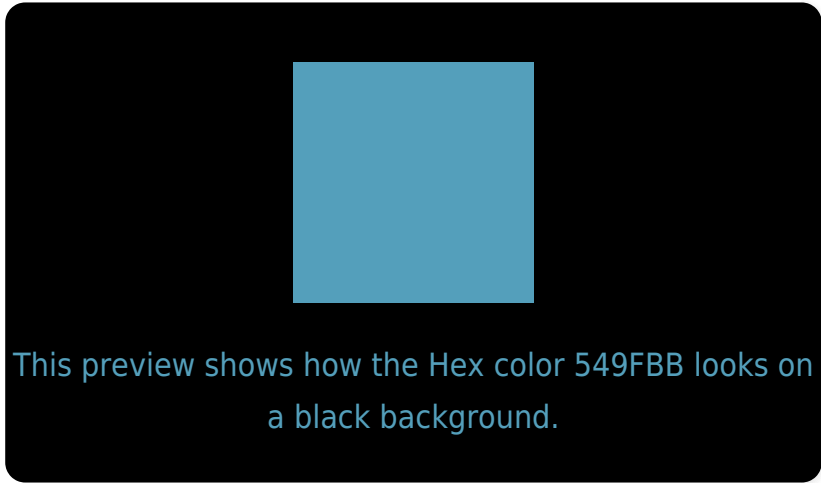 This preview shows how the Hex color 549FBB looks on
a black background.